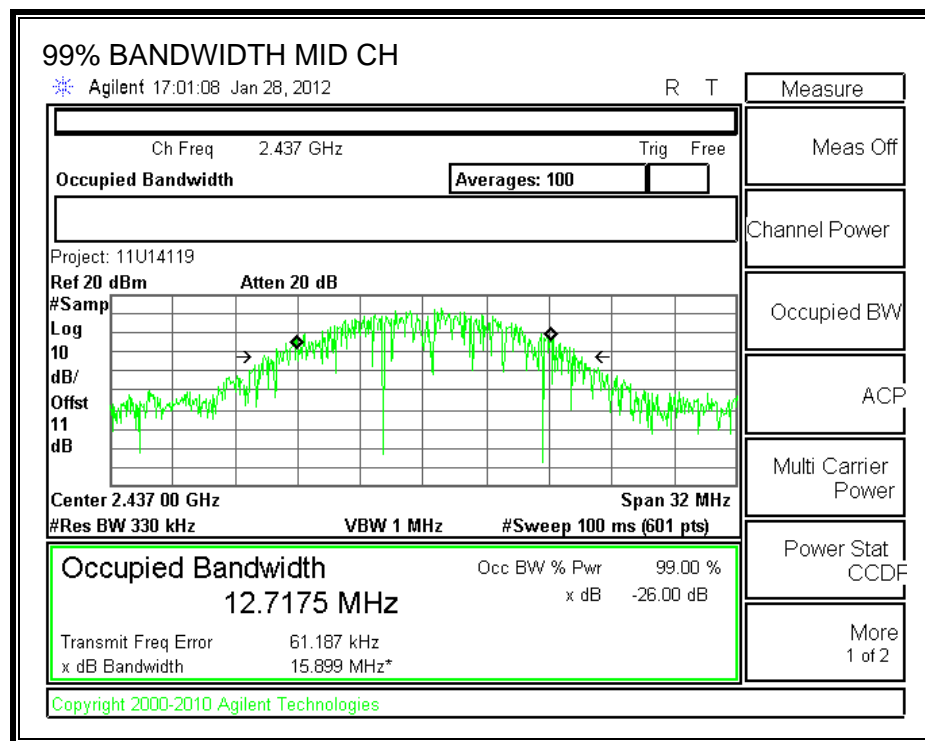 99% BANDWIDTH MID CH
Agilent 17:01:08 Jan 28, 2012 R T
Measure
Ch Freq 2.437 GHz Trig Free
Meas Off
Occupied Bandwidth Averages: 100
Channel Power
Project: 11U14119
Ref 20 dBm Atten 20 dB
#Samp
Log
10
dB/
Offst
11
dB
Occupied BW
ACP
Center 2.437 00 GHz Span 32 MHz
#Res BW 330 kHz VBW 1 MHz #Sweep 100 ms (601 pts)
Multi Carrier
Power
Occupied Bandwidth
12.7175 MHz
Occ BW % Pwr 99.00 %
x dB -26.00 dB
Transmit Freq Error 61.187 kHz
x dB Bandwidth 15.899 MHz*
Power Stat
CCDF
More
1 of 2
Copyright 2000-2010 Agilent Technologies